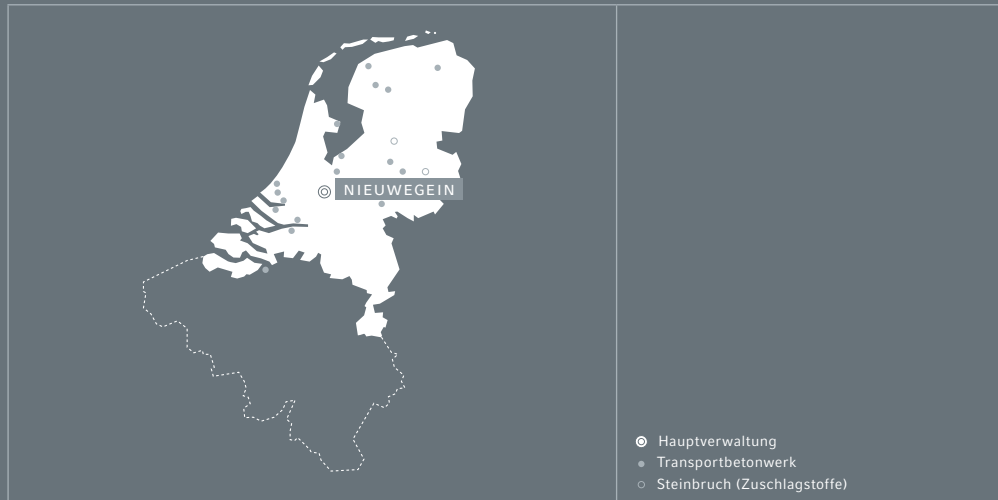 NIEUWEGEIN
Hauptverwaltung
Transportbetonwerk
Steinbruch (Zuschlagstoffe)